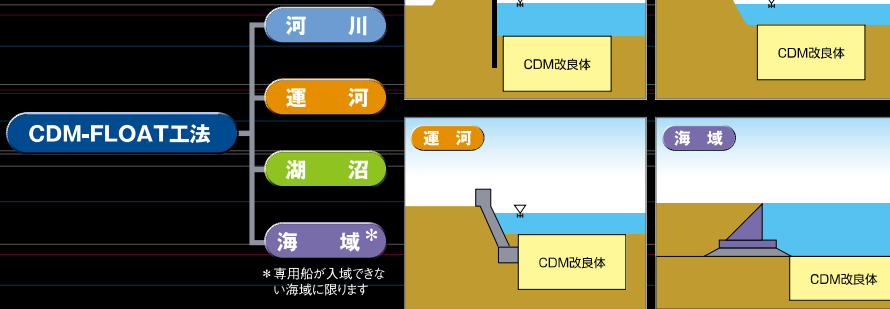 CDM-FLOAT工法
河 川
運 河
湖 沼
海 域*
*専用船が入域できな
い海域に限ります
CDM改良体
CDM改良体
運 河
CDM改良体
海 域
CDM改良体